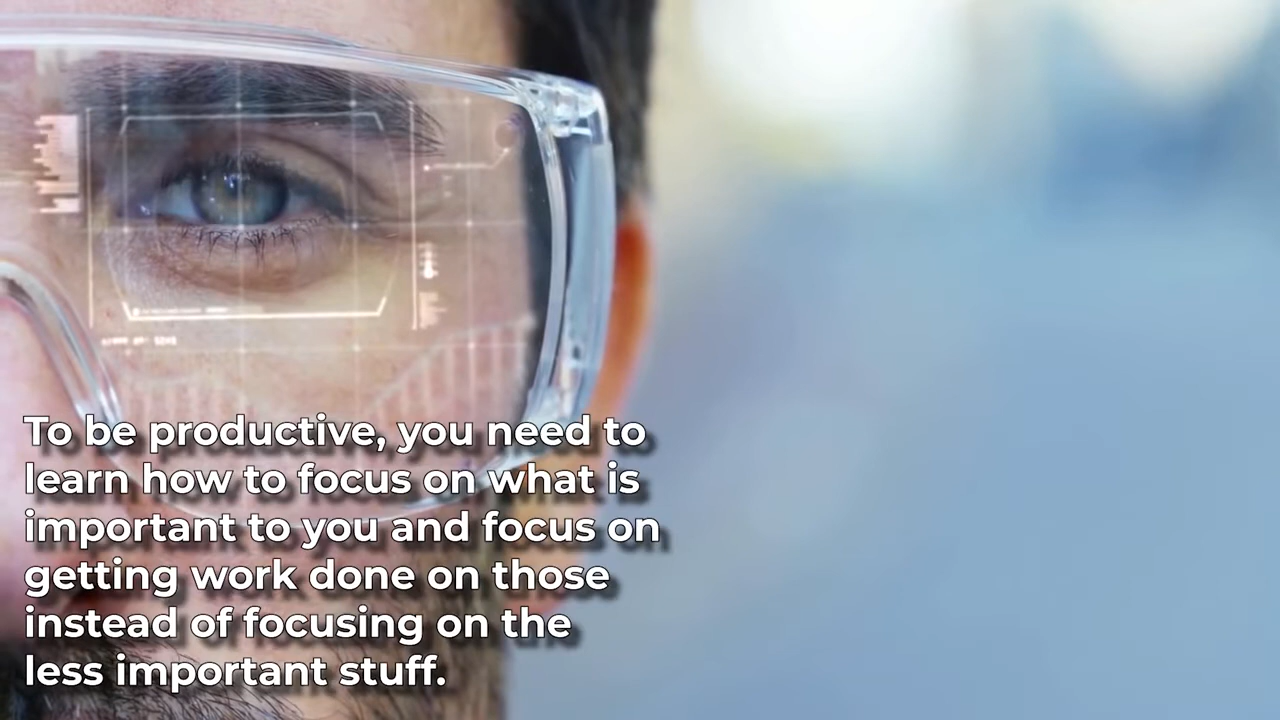 To be productive, you need to
learn how to focus on what is
important to you and focus on
getting work done on those
instead of focusing on the
less important stuff.